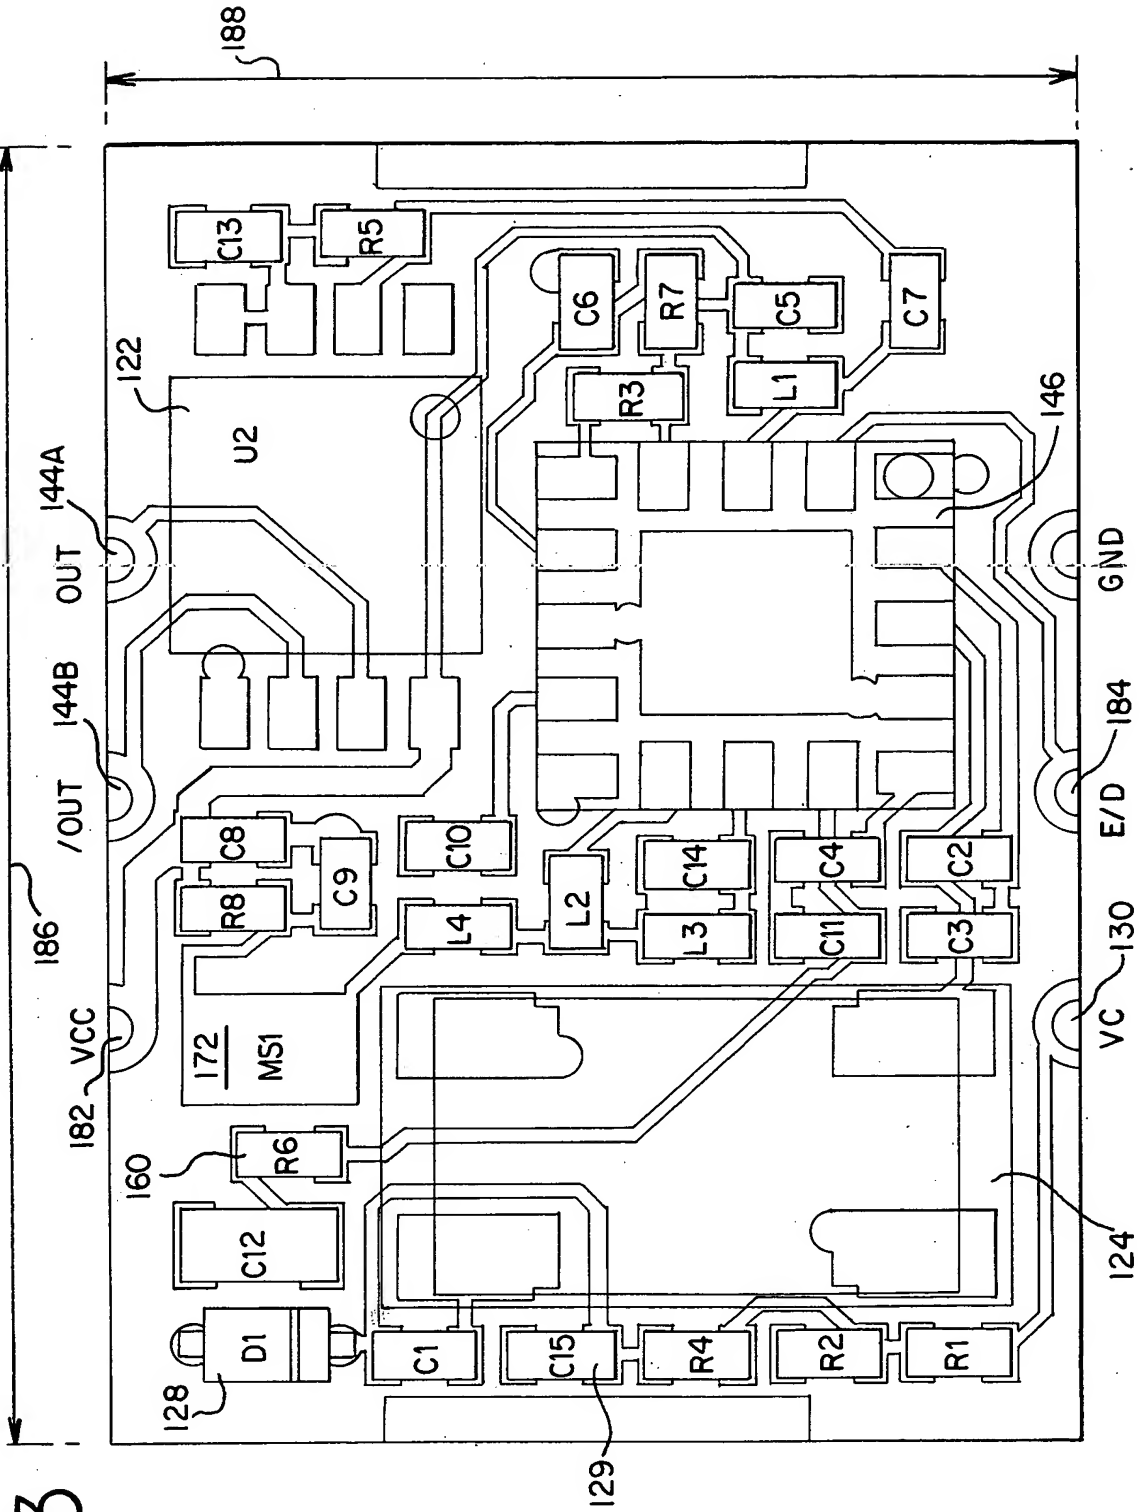 3
186
182 VCC
/OUT
144B
OUT
144A
122
188
128
160
D1
C12
R6
172
MS1
R8
C8
C9
U2
C13
R5
C1
L4
C10
C15
L2
R3
C6
R4
L3
C14
R7
R2
C11
C4
L1
C5
R1
C3
C2
C7
129
124
VC
130
E/D
184
GND
146